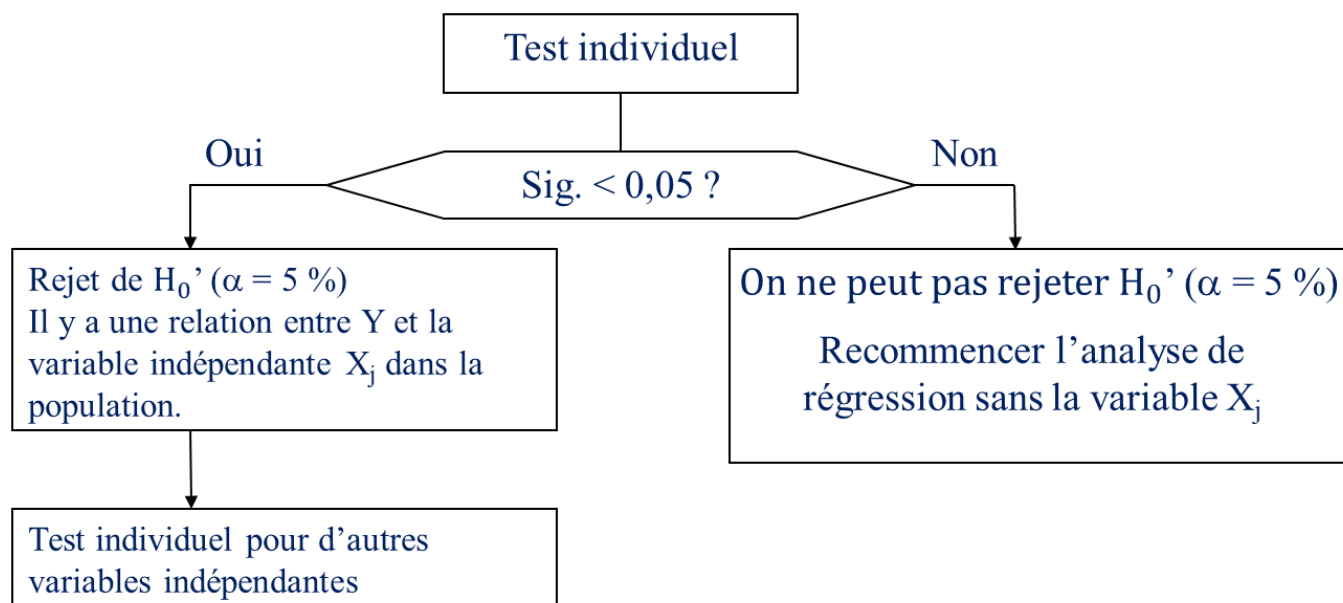 Test individuel
Oui
Sig. < 0,05 ?
Non
Rejet de H₀’ (α = 5 %)
Il y a une relation entre Y et la
variable indépendante Xⱼ dans la
population.
On ne peut pas rejeter H₀’ (α = 5 %)
Recommencer l’analyse de
régression sans la variable Xⱼ
Test individuel pour d’autres
variables indépendantes